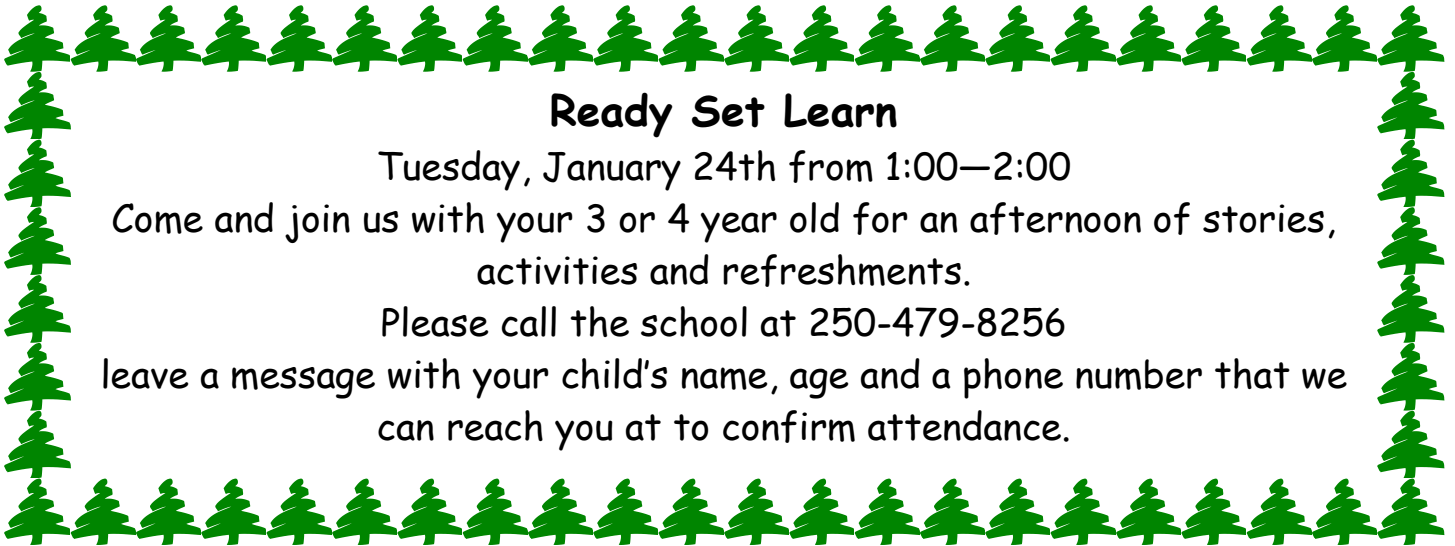 Ready Set Learn
Tuesday, January 24th from 1:00—2:00
Come and join us with your 3 or 4 year old for an afternoon of stories,
activities and refreshments.
Please call the school at 250-479-8256
leave a message with your child’s name, age and a phone number that we
can reach you at to confirm attendance.